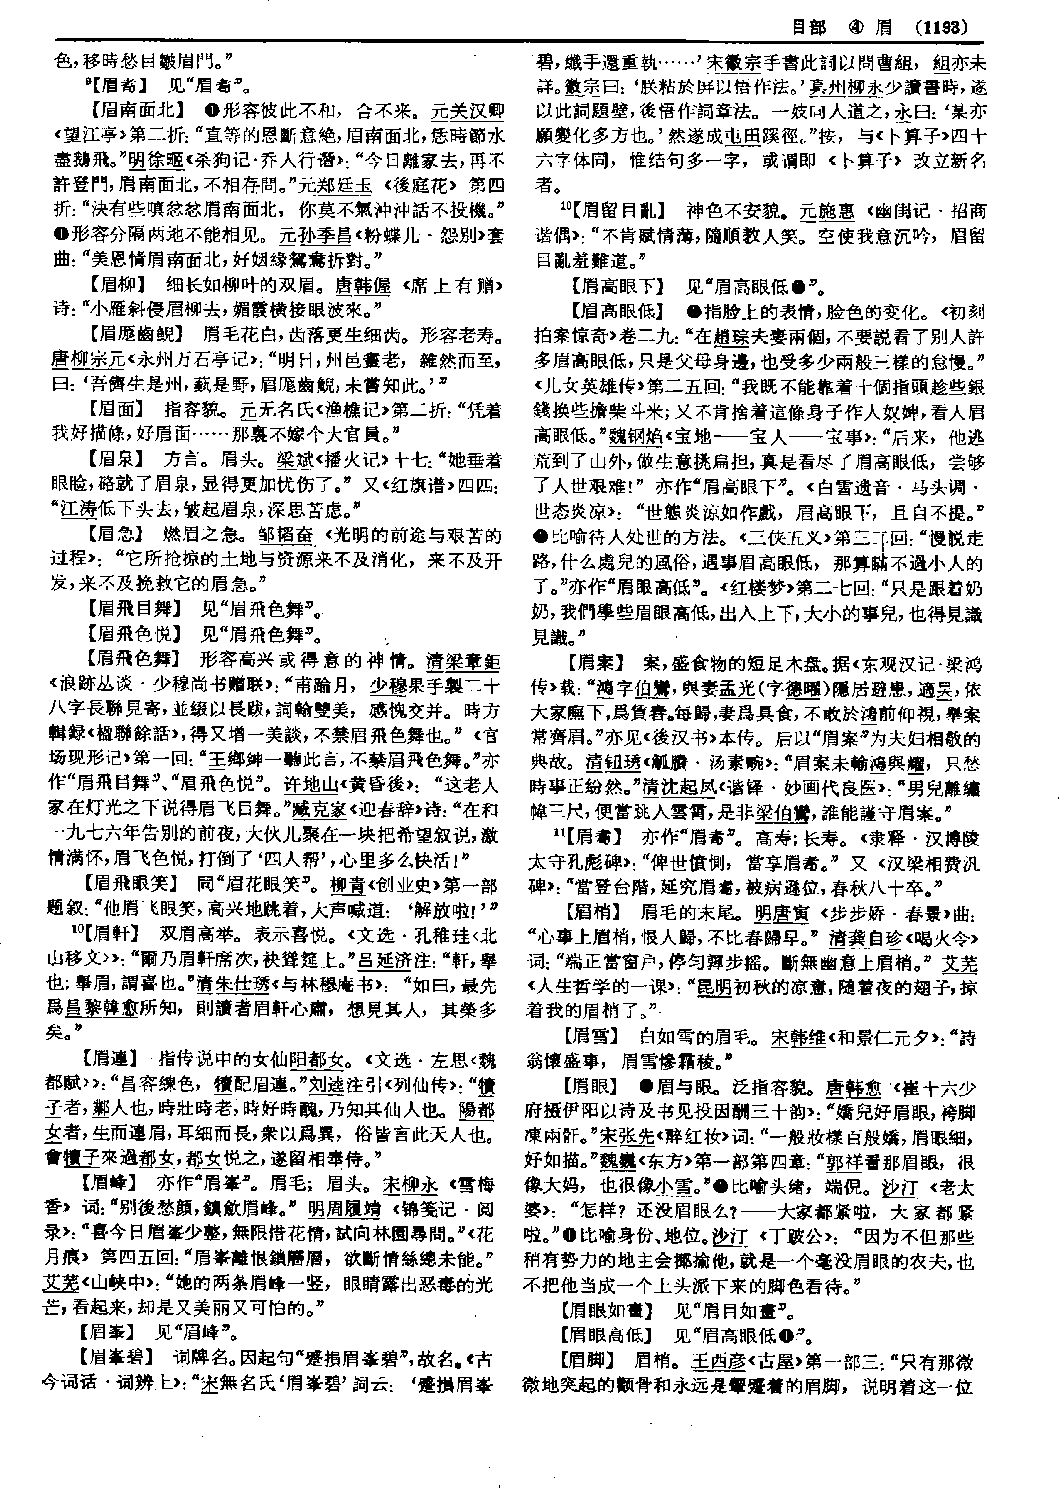 目部 ④ 眉 (1193)
色,移時愁目皺眉門。”
⁹【眉耇】 见“眉耆”。
【眉南面北】 ❶形容彼此不和,合不来。元关汉卿
《望江亭》第二折:“直等的恩斷意絶,眉南面北,恁時節水
盡鵝飛。”明徐𤱻《杀狗记·乔人行谮》:“今日離家去,再不
許登門,眉南面北,不相存問。”元郑廷玉《後庭花》第四
折:“决有些嗔忿忿眉南面北,你莫不氣冲冲話不投機。”
❷形容分隔两地不能相见。元孙季昌《粉蝶儿·怨别》套
曲:“美恩情眉南面北,好姻緣鴛鴦折對。”
【眉柳】 细长如柳叶的双眉。唐韩偓《席上有赠》
诗:“小雁斜侵眉柳去,媚霞横接眼波來。”
【眉厖齒鯢】 眉毛花白,齿落更生细齿。形容老寿。
唐柳宗元《永州万石亭记》:“明日,州邑耋老,雜然而至,
曰:‘吾儕生是州,蓺是野,眉厖齒鯢,未嘗知此。’”
【眉面】 指容貌。元无名氏《渔樵记》第二折:“凭着
我好描條,好眉面……那裏不嫁个大官員。”
【眉泉】 方言。眉头。梁斌《播火记》十七:“她垂着
眼睑,硌就了眉泉,显得更加忧伤了。”又《红旗谱》四四:
“江涛低下头去,皱起眉泉,深思苦虑。”
【眉急】 燃眉之急。邹韬奋《光明的前途与艰苦的
过程》:“它所抢掠的土地与资源来不及消化,来不及开
发,来不及挽救它的眉急。”
【眉飛目舞】 见“眉飛色舞”。
【眉飛色悦】 见“眉飛色舞”。
【眉飛色舞】 形容高兴或得意的神情。清梁章鉅
《浪跡丛谈·少穆尚书赠联》:“甫踰月,少穆果手製二十
八字長聯見寄,並綴以長跋,詞翰雙美,感愧交并。時方
輯録《楹聯餘話》,得又增一美談,不禁眉飛色舞也。”《官
场现形记》第一回:“王鄉紳一聽此言,不禁眉飛色舞。”亦
作“眉飛目舞”、“眉飛色悦”。许地山《黄昏後》:“这老人
家在灯光之下说得眉飞目舞。”臧克家《迎春辞》诗:“在和
一九七六年告别的前夜,大伙儿聚在一块把希望叙说,激
情满怀,眉飞色悦,打倒了‘四人帮’,心里多么快活!”
【眉飛眼笑】 同“眉花眼笑”。柳青《创业史》第一部
题叙:“他眉飞眼笑,高兴地跳着,大声喊道:‘解放啦!’”
¹⁰【眉軒】 双眉高举。表示喜悦。《文选·孔稚珪〈北
山移文〉》:“爾乃眉軒席次,袂聳筵上。”吕延济注:“軒,舉
也;舉眉,謂喜也。”清朱仕琇《与林穆庵书》:“如曰,最先
爲昌黎韓愈所知,則讀者眉軒心肅,想見其人,其榮多
矣。”
【眉連】 指传说中的女仙阳都女。《文选·左思〈魏
都赋〉》:“昌容練色,犢配眉連。”刘逵注引《列仙传》:“犢
子者,鄴人也,時壯時老,時好時醜,乃知其仙人也。陽都
女者,生而連眉,耳細而長,衆以爲異,俗皆言此天人也。
會犢子來過都女,都女悦之,遂留相奉侍。”
【眉峰】 亦作“眉峯”。眉毛;眉头。宋柳永《雪梅
香》词:“别後愁顔,鎮斂眉峰。”明周履靖《锦笺记·阅
录》:“喜今日眉峯少整,無限惜花情,試向林園尋問。”《花
月痕》第四五回:“眉峯離恨鎖層層,欲斷情絲總未能。”
艾芜《山峡中》:“她的两条眉峰一竖,眼睛露出恶毒的光
芒,看起来,却是又美丽又可怕的。”
【眉峯】 见“眉峰”。
【眉峯碧】 词牌名。因起句“蹙損眉峯碧”,故名。《古
今词话·词辨上》:“宋無名氏‘眉峯碧’詞云:‘蹙損眉峯
碧,纖手還重執……’宋徽宗手書此詞以問曹組,組亦未
詳。徽宗曰:‘朕粘於屏以悟作法。’真州柳永少讀書時,遂
以此詞題壁,後悟作詞章法。一妓向人道之,永曰:‘某亦
願變化多方也。’然遂成屯田蹊徑。”按,与《卜算子》四十
六字体同,惟结句多一字,或谓即《卜算子》改立新名
者。
¹⁰【眉留目亂】 神色不安貌。元施惠《幽闺记·招商
谐偶》:“不肯賦情薄,隨順教人笑。空使我意沉吟,眉留
目亂羞難道。”
【眉高眼下】 见“眉高眼低❶”。
【眉高眼低】 ❶指脸上的表情,脸色的变化。《初刻
拍案惊奇》卷二九:“在趙琮夫妻兩個,不要説看了别人許
多眉高眼低,只是父母身邊,也受多少兩般三樣的怠慢。”
《儿女英雄传》第二五回:“我既不能靠着十個指頭趁些銀
錢换些擔柴斗米;又不肯捨着這條身子作人奴婢,看人眉
高眼低。”魏钢焰《宝地——宝人——宝事》:“后来,他逃
荒到了山外,做生意挑扁担,真是看尽了眉高眼低,尝够
了人世艰难!”亦作“眉高眼下”。《白雪遗音·马头调·
世态炎凉》:“世態炎凉如作戲,眉高眼下,且自不提。”
❷比喻待人处世的方法。《三侠五义》第三二回:“慢説走
路,什么處兒的風俗,遇事眉高眼低,那算瞞不過小人的
了。”亦作“眉眼高低”。《红楼梦》第二七回:“只是跟着奶
奶,我們學些眉眼高低,出入上下,大小的事兒,也得見識
見識。”
【眉案】 案,盛食物的短足木盘。据《东观汉记·梁鸿
传》载:“鴻字伯鸞,與妻孟光(字德曜)隱居避患,適吴,依
大家廡下,爲賃舂。每歸,妻爲具食,不敢於鴻前仰視,舉案
常齊眉。”亦见《後汉书》本传。后以“眉案”为夫妇相敬的
典故。清钮琇《觚賸·汤素畹》:“眉案未輸鴻與耀,只愁
時事正紛然。”清沈起凤《谐铎·妙画代良医》:“男兒離繡
幃三尺,便當跳入雲霄,是非梁伯鸞,誰能謹守眉案。”
¹¹【眉耇】 亦作“眉耈”。高寿;长寿。《隶释·汉博陵
太守孔彪碑》:“俾世憤惻,當享眉耇。”又《汉梁相费汎
碑》:“當登台階,延究眉耇,被病遜位,春秋八十卒。”
【眉梢】 眉毛的末尾。明唐寅《步步娇·春景》曲:
“心事上眉梢,恨人歸,不比春歸早。”清龚自珍《喝火令》
词:“端正當窗户,停匀彈步摇。斷無幽意上眉梢。”艾芜
《人生哲学的一课》:“昆明初秋的凉意,随着夜的翅子,掠
着我的眉梢了。”
【眉雪】 白如雪的眉毛。宋韩维《和景仁元夕》:“詩
翁懷盛事,眉雪慘霜稜。”
【眉眼】 ❶眉与眼。泛指容貌。唐韩愈《崔十六少
府摄伊阳以诗及书见投因酬三十韵》:“嬌兒好眉眼,袴脚
凍兩骭。”宋张先《醉红妆》词:“一般妝樣百般嬌,眉眼細,
好如描。”魏巍《东方》第一部第四章:“郭祥看那眉眼,很
像大妈,也很像小雪。”❷比喻头绪,端倪。沙汀《老太
婆》:“怎样?还没眉眼么?——大家都紧啦,大家都紧
啦。”❸比喻身份、地位。沙汀《丁跛公》:“因为不但那些
稍有势力的地主会揶揄他,就是一个毫没眉眼的农夫,也
不把他当成一个上头派下来的脚色看待。”
【眉眼如畫】 见“眉目如畫”。
【眉眼高低】 见“眉高眼低❷”。
【眉脚】 眉梢。王西彦《古屋》第一部三:“只有那微
微地突起的颧骨和永远是颦蹙着的眉脚,说明着这一位